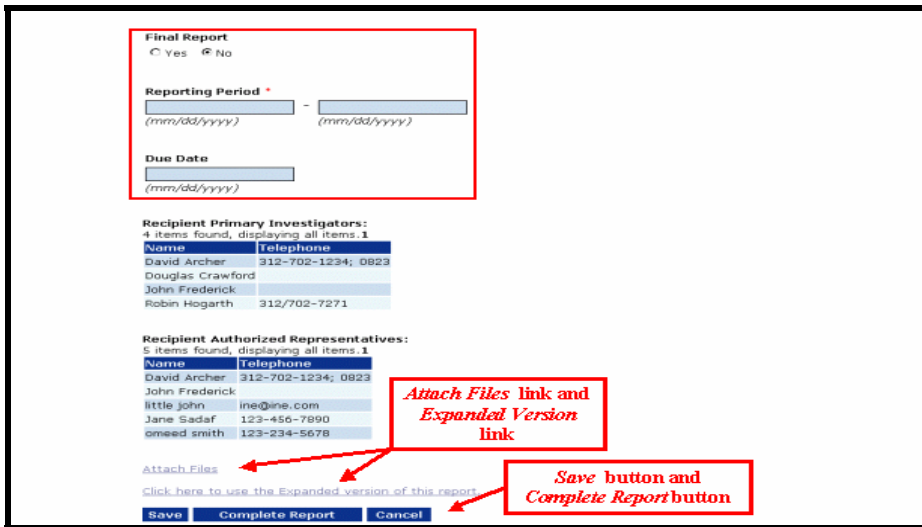 Final Report
Yes No
Reporting Period *
-
(mm/dd/yyyy) (mm/dd/yyyy)
Due Date
(mm/dd/yyyy)
Recipient Primary Investigators:
4 items found, displaying all items.1
Name Telephone
David Archer 312-702-1234; 0823
Douglas Crawford
John Frederick
Robin Hogarth 312/702-7271
Recipient Authorized Representatives:
5 items found, displaying all items.1
Name Telephone
David Archer 312-702-1234; 0823
John Frederick
little john ine@ine.com
Jane Sadaf 123-456-7890
omeed smith 123-234-5678
Attach Files link and
Expanded Version
link
Attach Files
Click here to use the Expanded version of this report
Save button and
Complete Report button
Save Complete Report Cancel